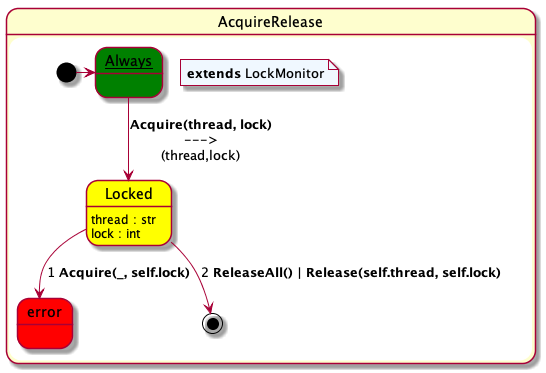 AcquireRelease
Always
extends LockMonitor
Acquire(thread, lock)
--->
(thread,lock)
Locked
thread : str
lock : int
1 Acquire(_, self.lock)
2 ReleaseAll() | Release(self.thread, self.lock)
error